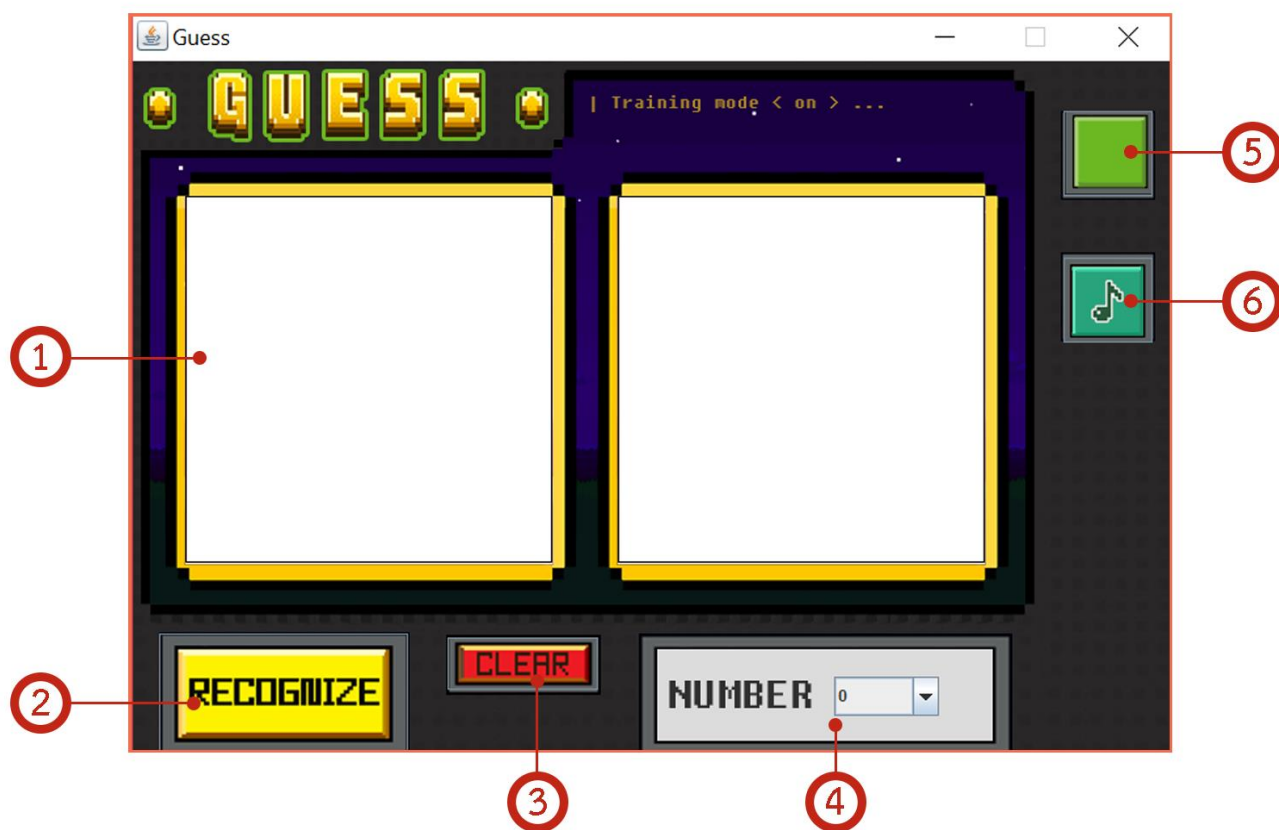 Guess
GUESS
| Training mode < on > ...
5
6
1
RECOGNIZE
CLEAR
NUMBER 0
2
3
4